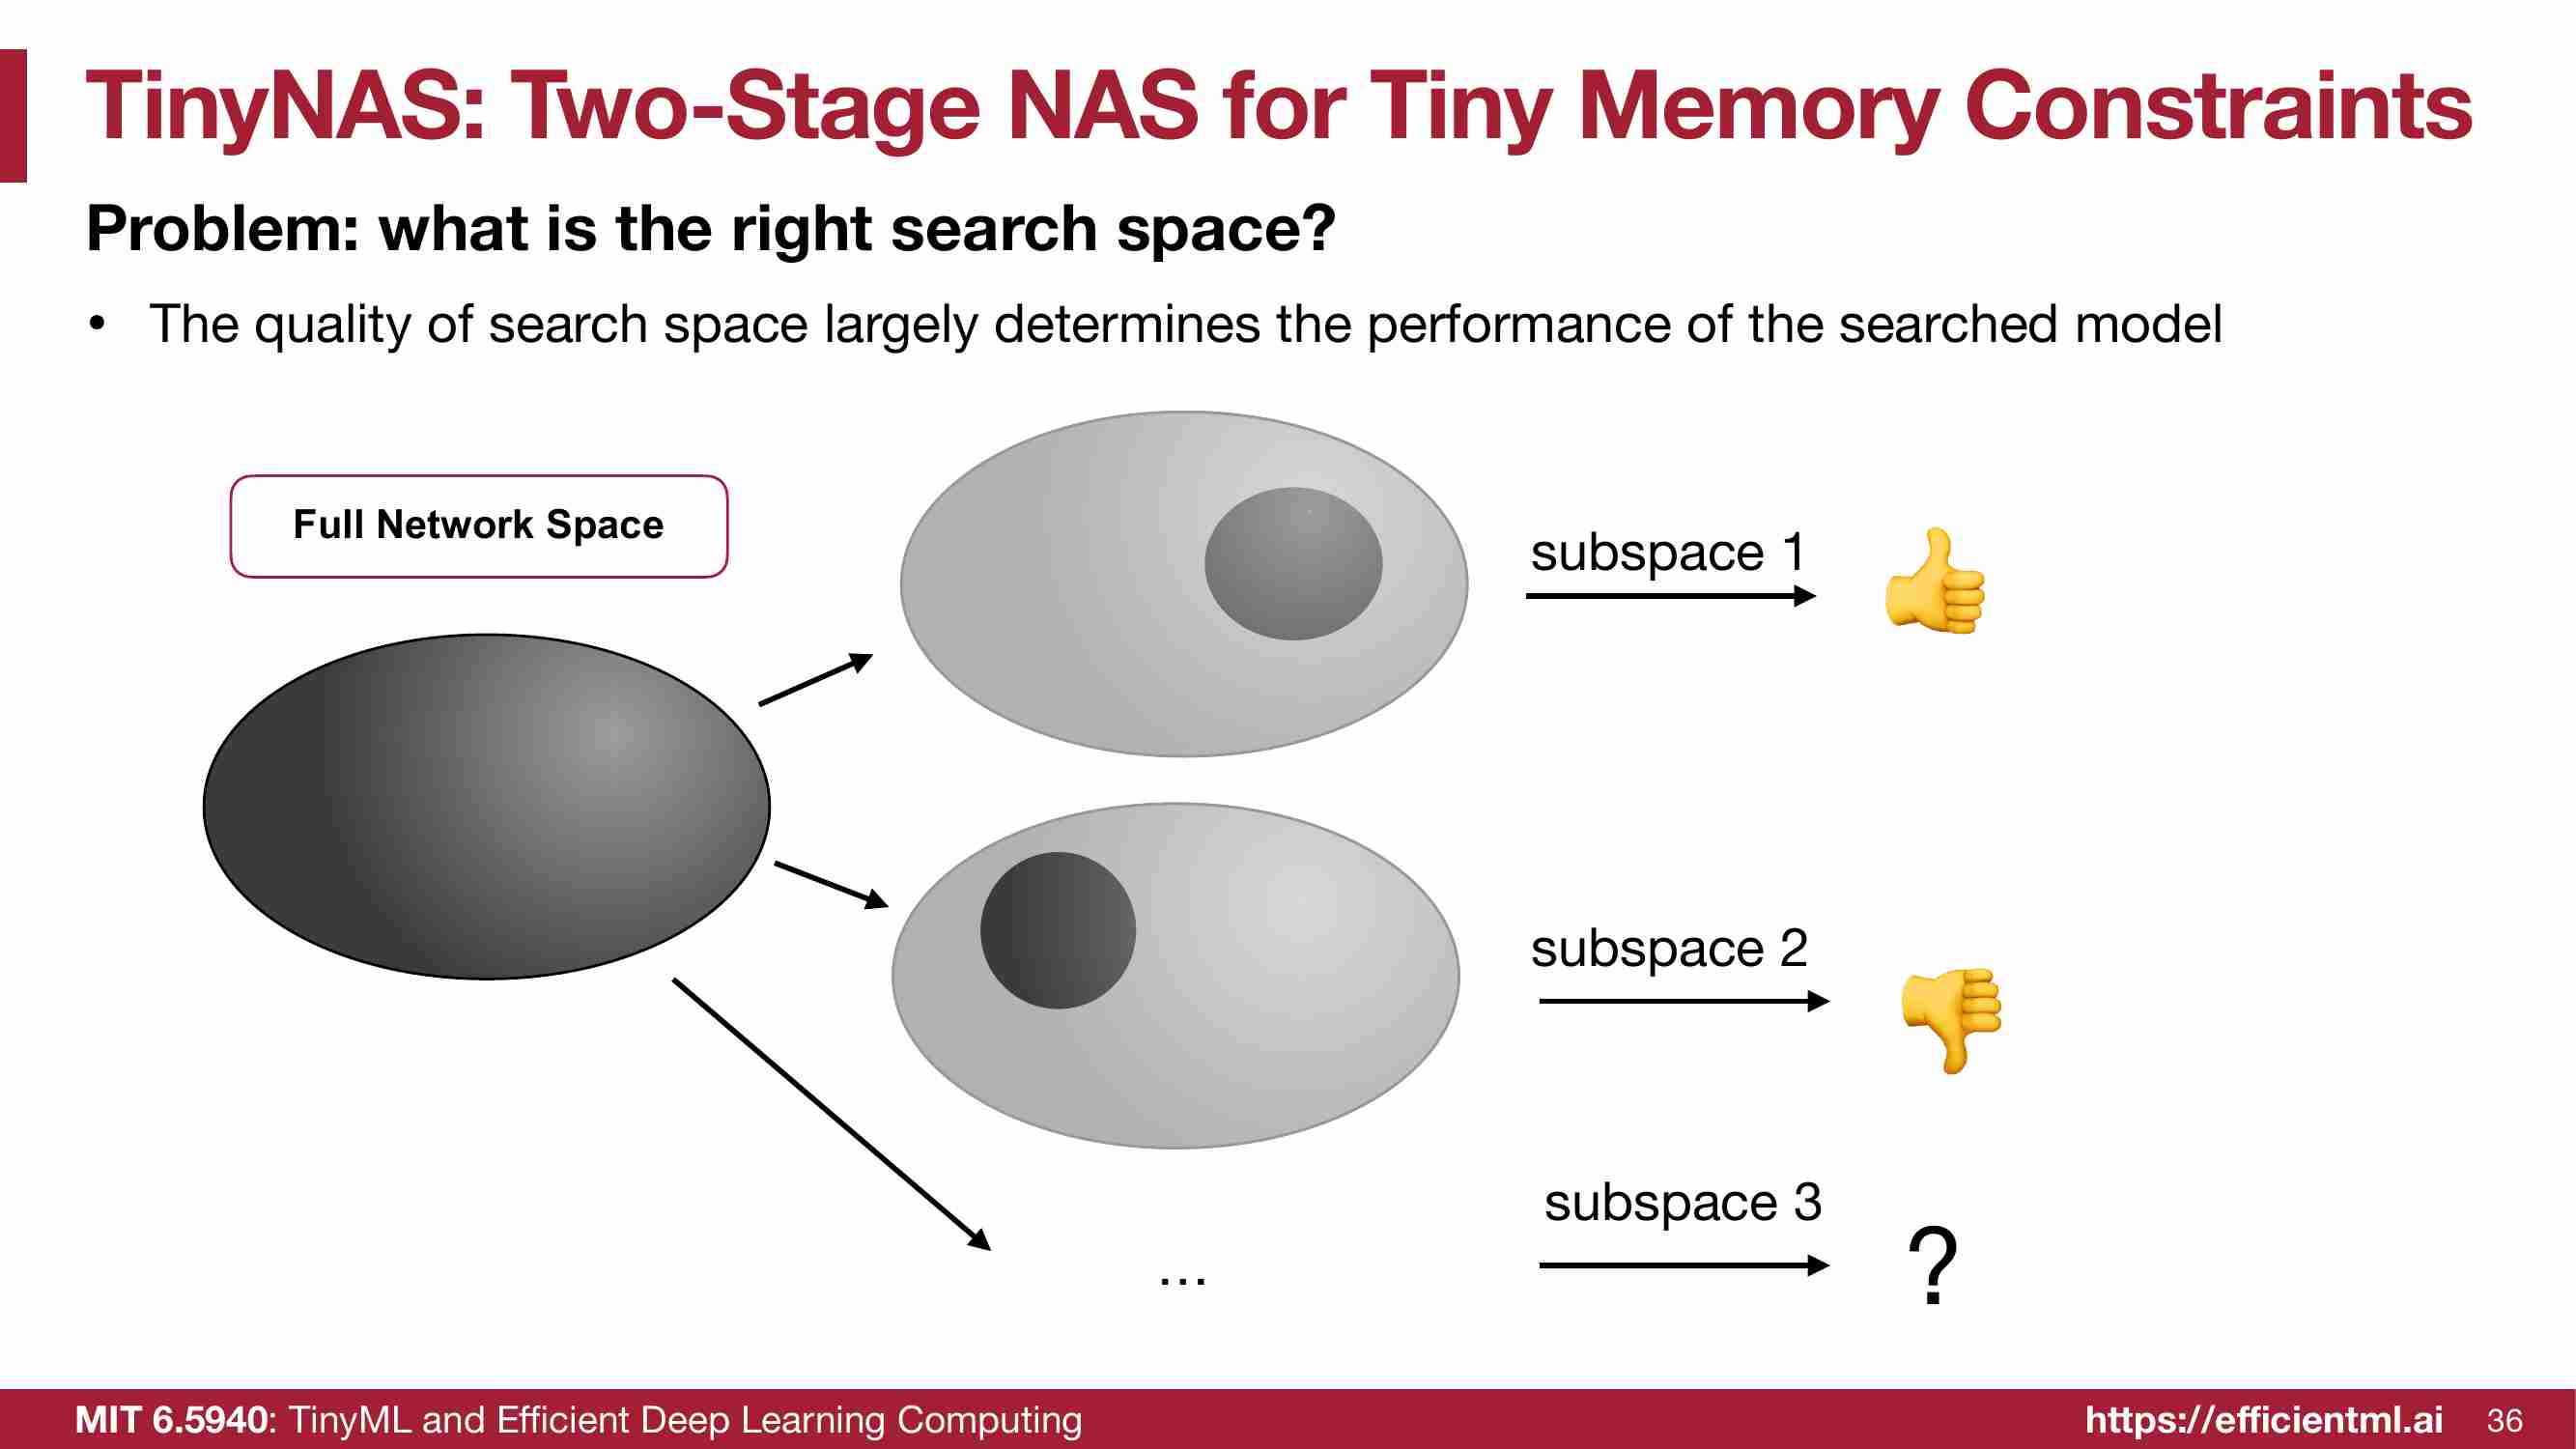 TinyNAS: Two-Stage NAS for Tiny Memory Constraints
Problem: what is the right search space?
• The quality of search space largely determines the performance of the searched model
Full Network Space
subspace 1
subspace 2
subspace 3
...
?
MIT 6.5940: TinyML and Efficient Deep Learning Computing
https://efficientml.ai 36